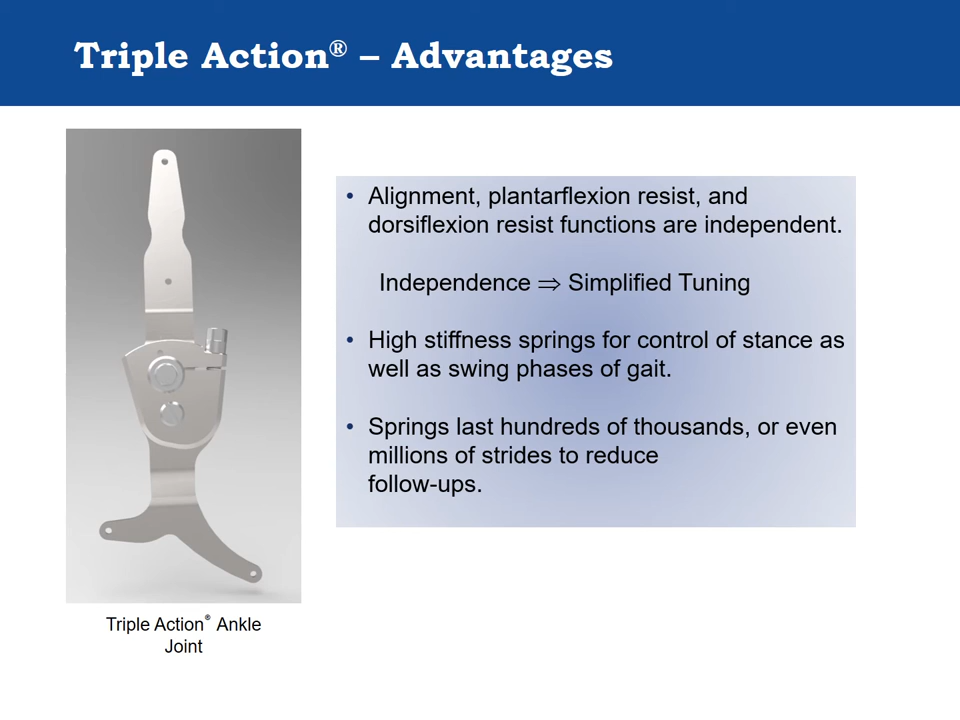 Triple Action® – Advantages
• Alignment, plantarflexion resist, and
dorsiflexion resist functions are independent.
Independence ⇒ Simplified Tuning
• High stiffness springs for control of stance as
well as swing phases of gait.
• Springs last hundreds of thousands, or even
millions of strides to reduce
follow-ups.
Triple Action® Ankle
Joint